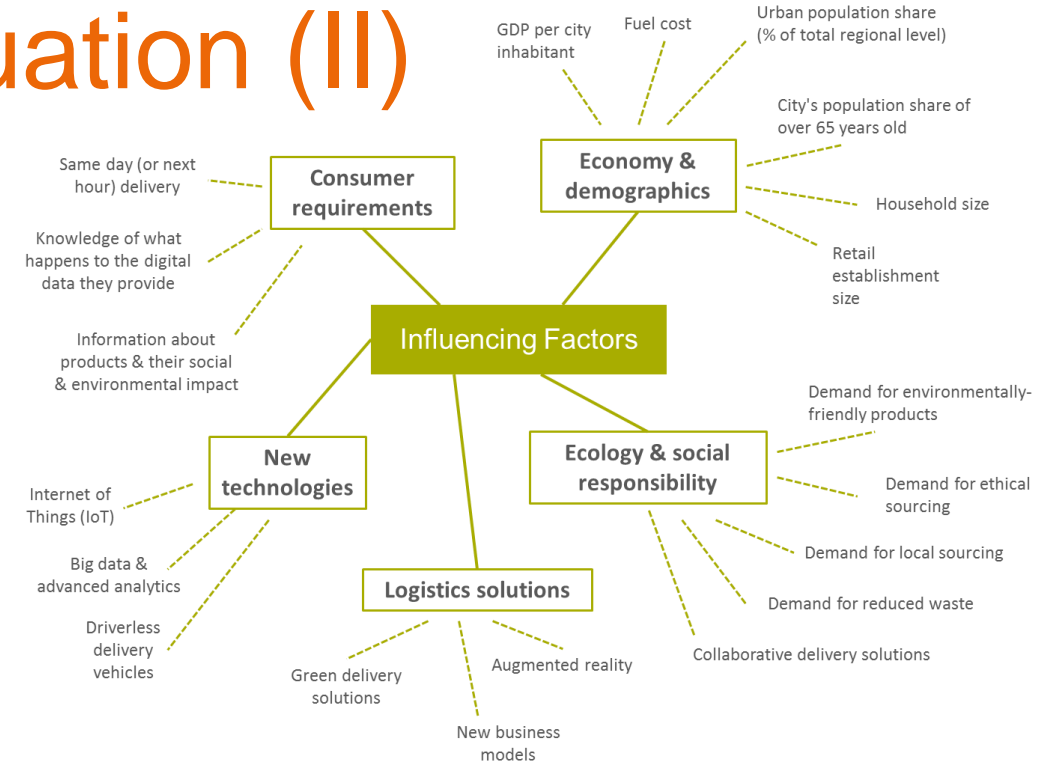 uation (II)
GDP per city
inhabitant
Fuel cost
Urban population share
(% of total regional level)
City's population share of
over 65 years old
Economy &
demographics
Household size
Retail
establishment
size
Same day (or next
hour) delivery
Consumer
requirements
Knowledge of what
happens to the digital
data they provide
Information about
products & their social
& environmental impact
Influencing Factors
New
technologies
Internet of
Things (IoT)
Big data &
advanced analytics
Driverless
delivery
vehicles
Logistics solutions
Green delivery
solutions
New business
models
Augmented reality
Ecology & social
responsibility
Demand for environmentally-
friendly products
Demand for ethical
sourcing
Demand for local sourcing
Demand for reduced waste
Collaborative delivery solutions